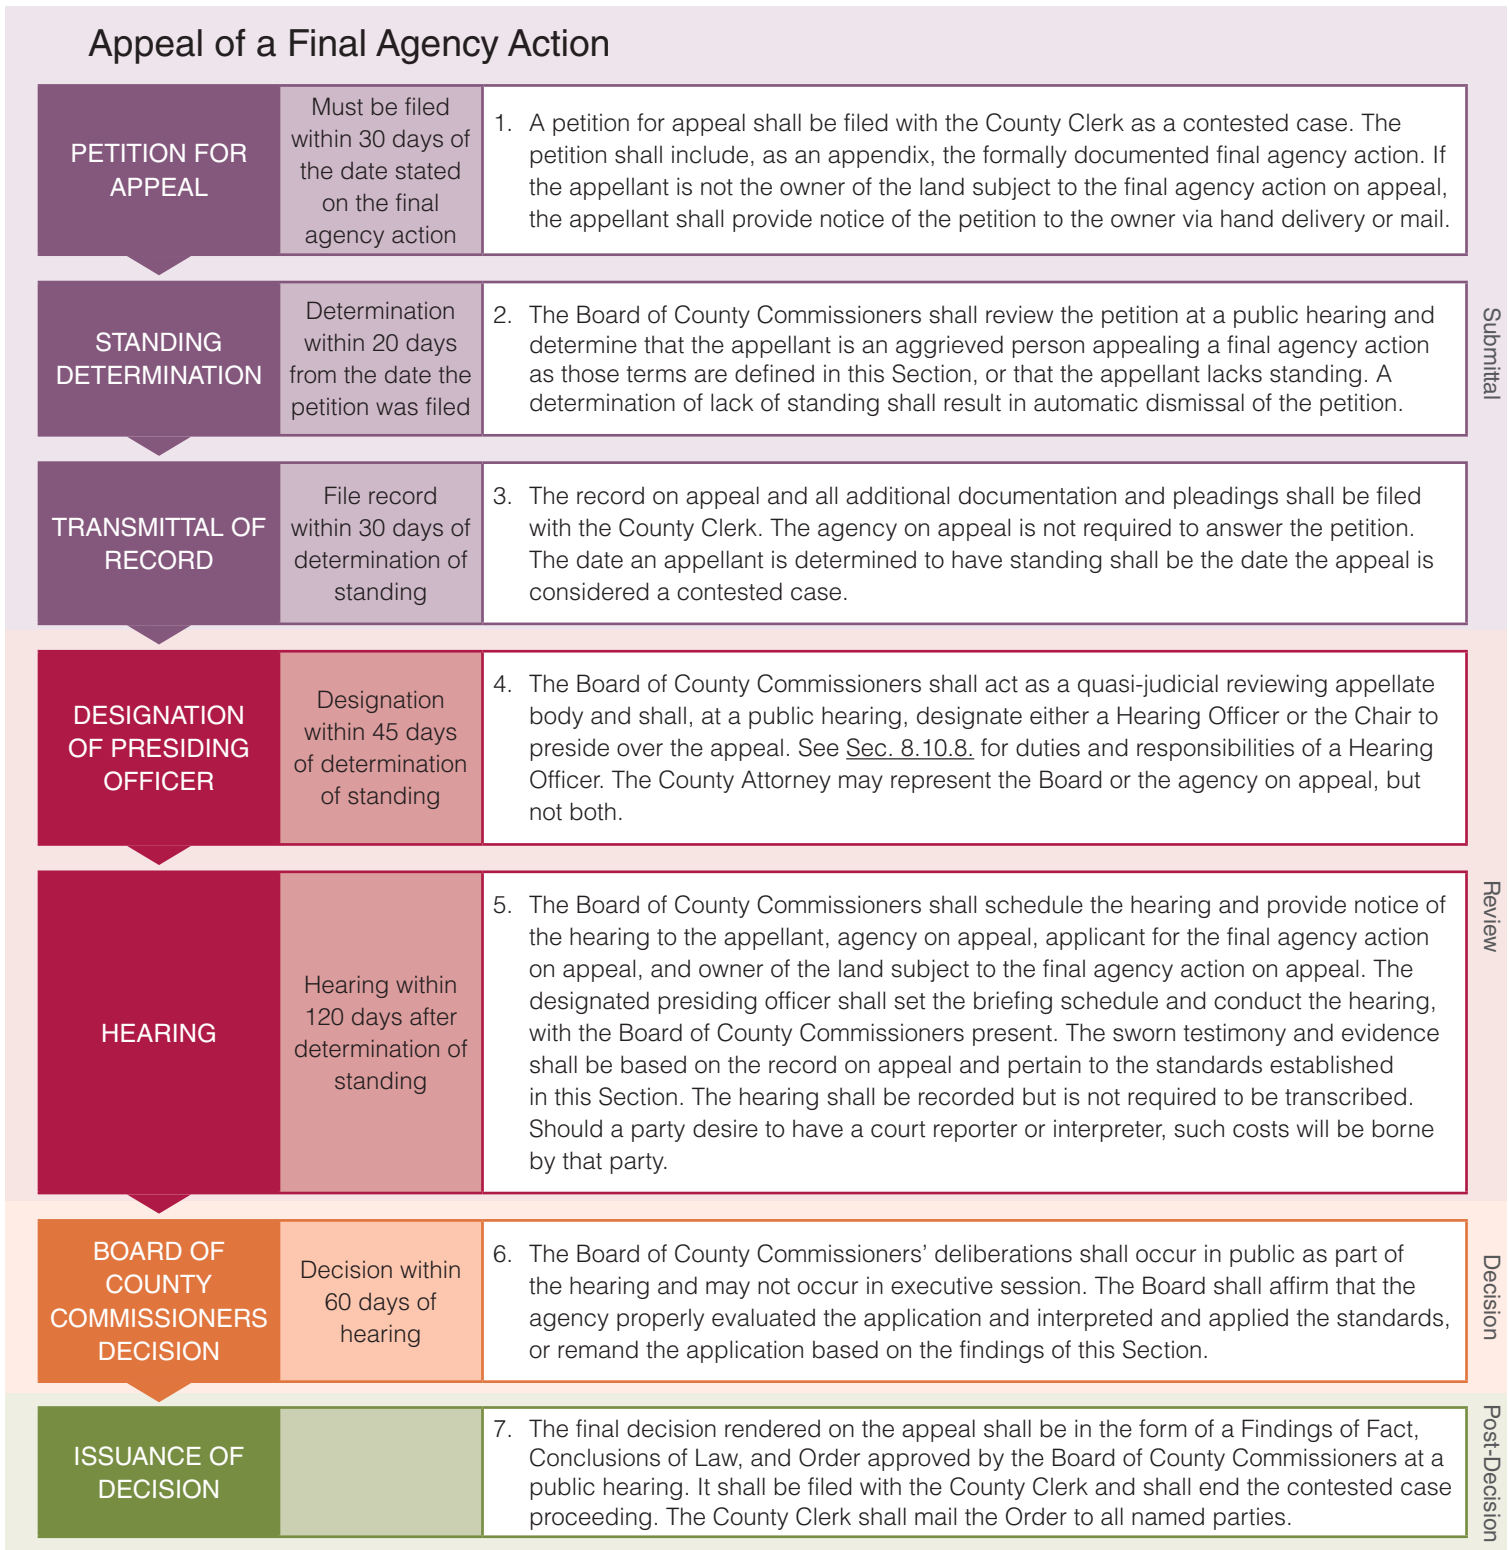 Appeal of a Final Agency Action
PETITION FOR
APPEAL
Must be filed
within 30 days of
the date stated
on the final
agency action
1. A petition for appeal shall be filed with the County Clerk as a contested case. The
petition shall include, as an appendix, the formally documented final agency action. If
the appellant is not the owner of the land subject to the final agency action on appeal,
the appellant shall provide notice of the petition to the owner via hand delivery or mail.
STANDING
DETERMINATION
Determination
within 20 days
from the date the
petition was filed
2. The Board of County Commissioners shall review the petition at a public hearing and
determine that the appellant is an aggrieved person appealing a final agency action
as those terms are defined in this Section, or that the appellant lacks standing. A
determination of lack of standing shall result in automatic dismissal of the petition.
TRANSMITTAL OF
RECORD
File record
within 30 days of
determination of
standing
3. The record on appeal and all additional documentation and pleadings shall be filed
with the County Clerk. The agency on appeal is not required to answer the petition.
The date an appellant is determined to have standing shall be the date the appeal is
considered a contested case.
Submittal
DESIGNATION
OF PRESIDING
OFFICER
Designation
within 45 days
of determination
of standing
4. The Board of County Commissioners shall act as a quasi-judicial reviewing appellate
body and shall, at a public hearing, designate either a Hearing Officer or the Chair to
preside over the appeal. See Sec. 8.10.8. for duties and responsibilities of a Hearing
Officer. The County Attorney may represent the Board or the agency on appeal, but
not both.
HEARING
Hearing within
120 days after
determination of
standing
5. The Board of County Commissioners shall schedule the hearing and provide notice of
the hearing to the appellant, agency on appeal, applicant for the final agency action
on appeal, and owner of the land subject to the final agency action on appeal. The
designated presiding officer shall set the briefing schedule and conduct the hearing,
with the Board of County Commissioners present. The sworn testimony and evidence
shall be based on the record on appeal and pertain to the standards established
in this Section. The hearing shall be recorded but is not required to be transcribed.
Should a party desire to have a court reporter or interpreter, such costs will be borne
by that party.
Review
BOARD OF
COUNTY
COMMISSIONERS
DECISION
Decision within
60 days of
hearing
6. The Board of County Commissioners’ deliberations shall occur in public as part of
the hearing and may not occur in executive session. The Board shall affirm that the
agency properly evaluated the application and interpreted and applied the standards,
or remand the application based on the findings of this Section.
Decision
ISSUANCE OF
DECISION
7. The final decision rendered on the appeal shall be in the form of a Findings of Fact,
Conclusions of Law, and Order approved by the Board of County Commissioners at a
public hearing. It shall be filed with the County Clerk and shall end the contested case
proceeding. The County Clerk shall mail the Order to all named parties.
Post-Decision